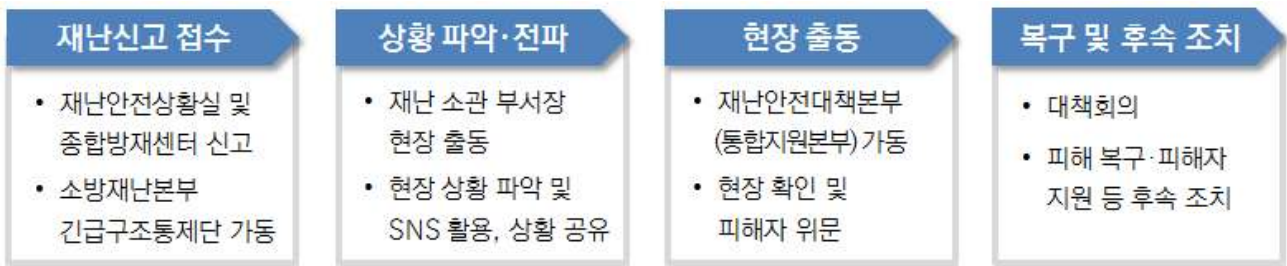 재난신고 접수
• 재난안전상황실 및
종합방재센터 신고
• 소방재난본부
긴급구조통제단 가동
상황 파악·전파
• 재난 소관 부서장
현장 출동
• 현장 상황 파악 및
SNS 활용, 상황 공유
현장 출동
• 재난안전대책본부
(통합지원본부) 가동
• 현장 확인 및
피해자 위문
복구 및 후속 조치
• 대책회의
• 피해 복구·피해자
지원 등 후속 조치